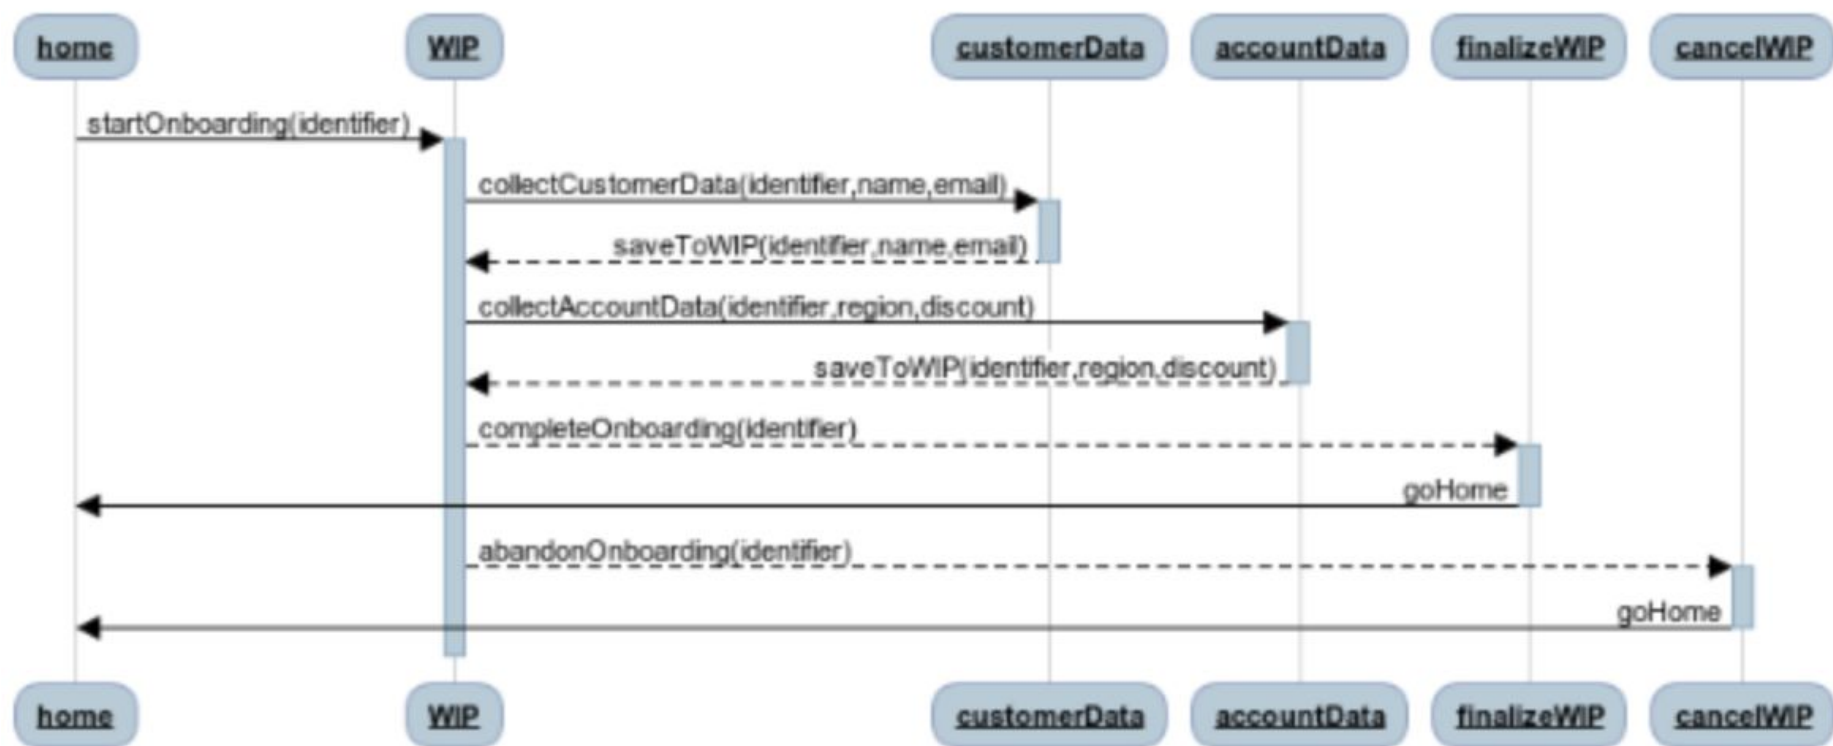 home WIP customerData accountData finalizeWIP cancelWIP
startOnboarding(identifier)
collectCustomerData(identifier,name,email)
saveToWIP(identifier,name,email)
collectAccountData(identifier,region,discount)
saveToWIP(identifier,region,discount)
completeOnboarding(identifier)
goHome
abandonOnboarding(identifier)
goHome
home WIP customerData accountData finalizeWIP cancelWIP